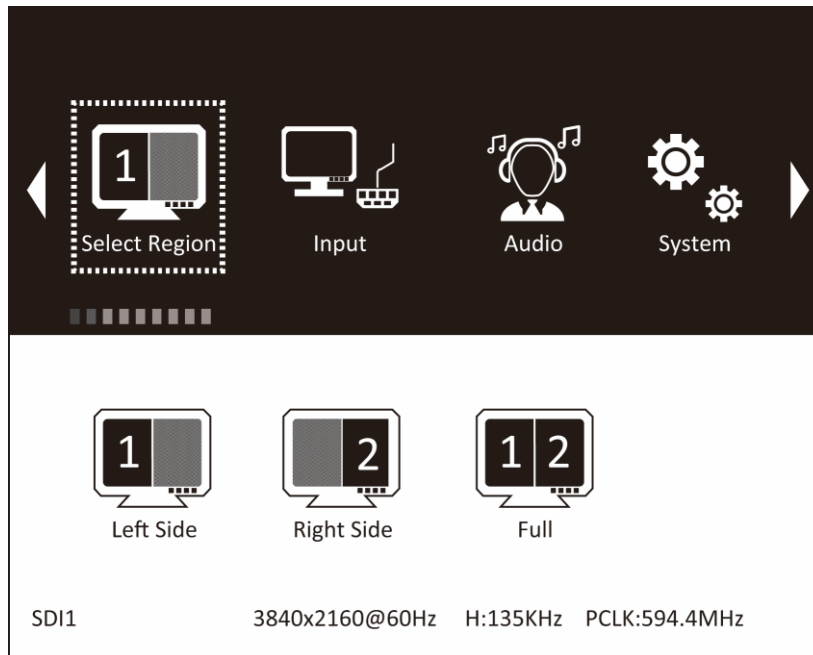 1
Select Region Input Audio System
1 2 1 2
Left Side Right Side Full
SDI1 3840x2160@60Hz H:135KHz PCLK:594.4MHz